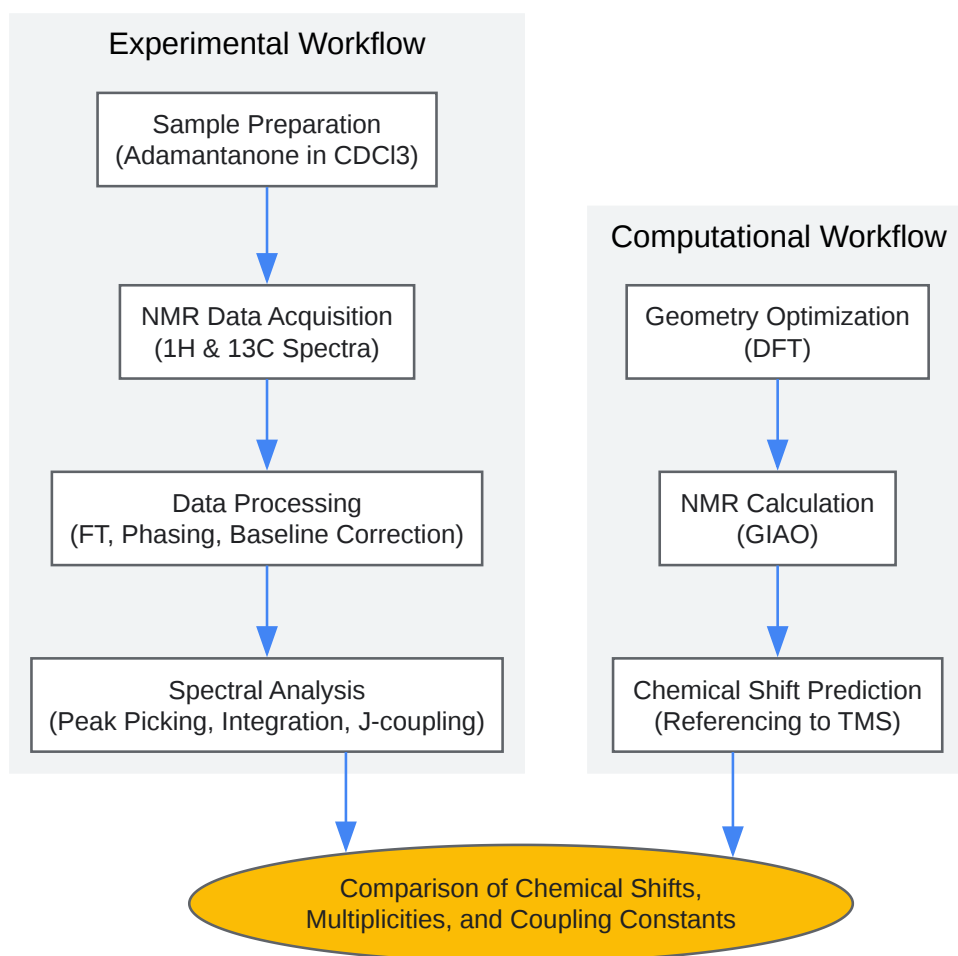 Experimental Workflow
Sample Preparation
(Adamantanone in CDCl3)
NMR Data Acquisition
(1H & 13C Spectra)
Data Processing
(FT, Phasing, Baseline Correction)
Spectral Analysis
(Peak Picking, Integration, J-coupling)
Computational Workflow
Geometry Optimization
(DFT)
NMR Calculation
(GIAO)
Chemical Shift Prediction
(Referencing to TMS)
Comparison of Chemical Shifts,
Multiplicities, and Coupling Constants